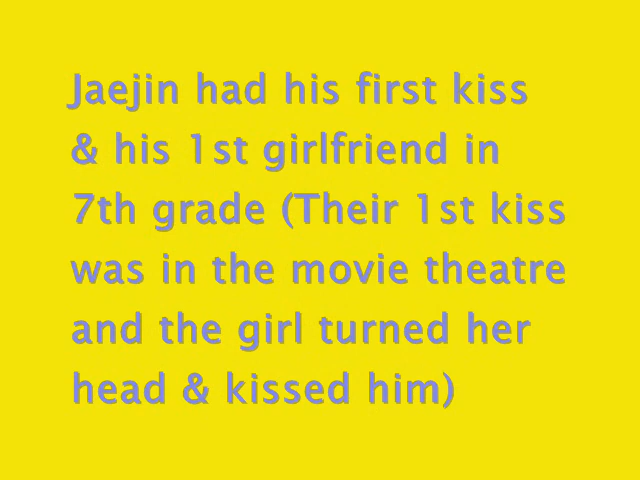 Jaejin had his first kiss
& his 1st girlfriend in
7th grade (Their 1st kiss
was in the movie theatre
and the girl turned her
head & kissed him)